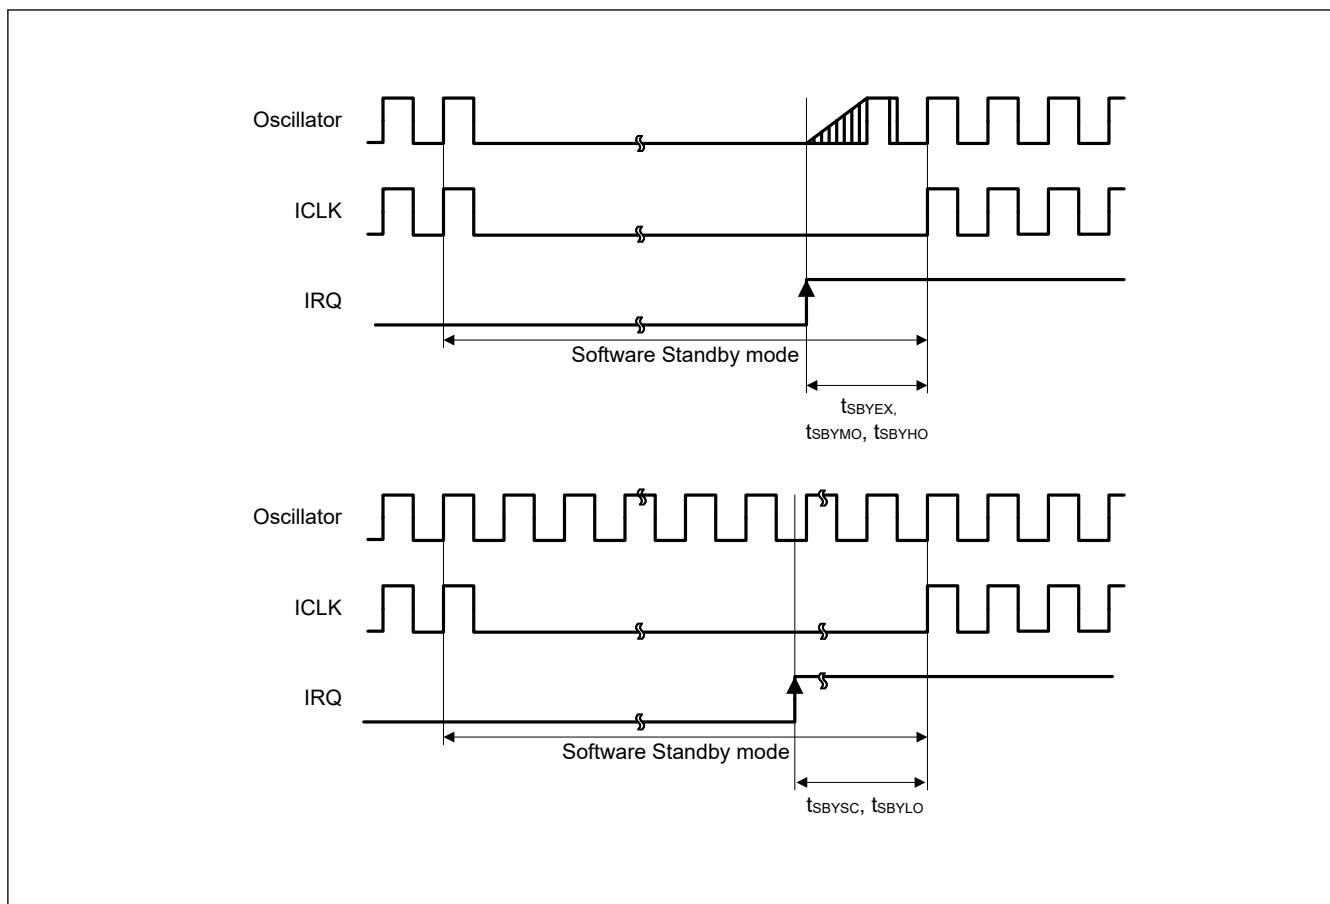 Oscillator
ICLK
IRQ
Software Standby mode
tSBYEX,
tSBYMO, tSBYHO
Oscillator
ICLK
IRQ
Software Standby mode
tSBYSC, tSBYLO